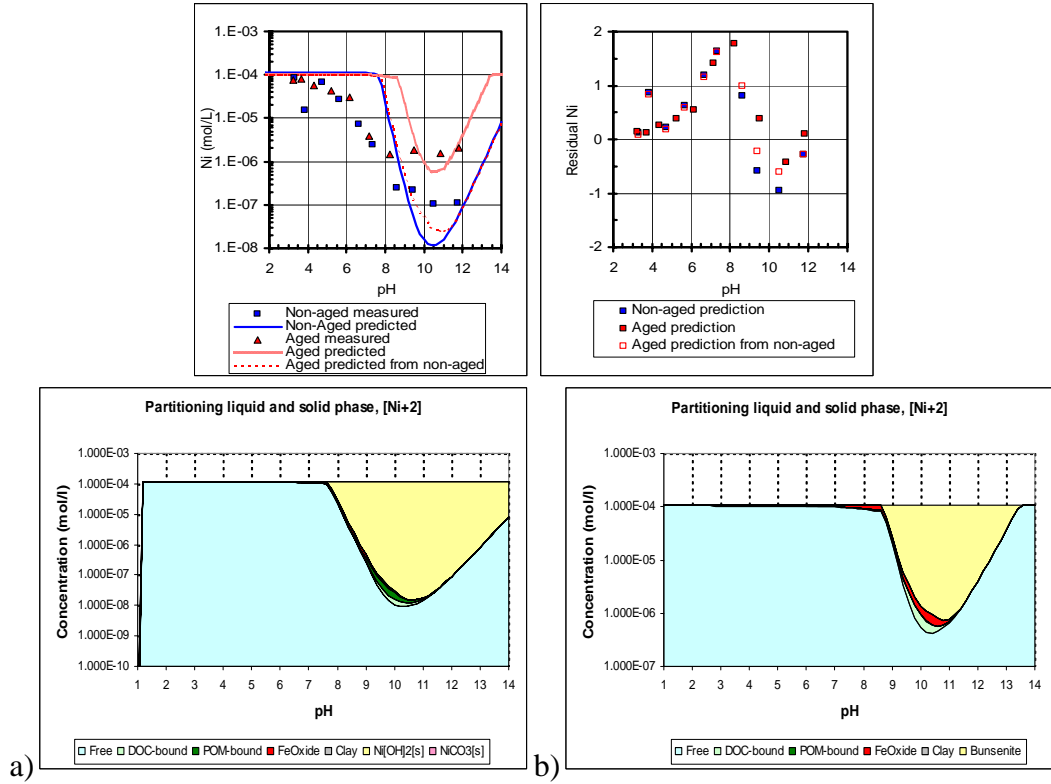 1.E-03
1.E-04
1.E-05
1.E-06
1.E-07
1.E-08
Ni (mol/L)
2 4 6 8 10 12 14
pH
Non-aged measured
Non-Aged predicted
Aged measured
Aged predicted
Aged predicted from non-aged
2
1
0
-1
-2
Residual Ni
2 4 6 8 10 12 14
pH
Non-aged prediction
Aged prediction
Aged prediction from non-aged
Partitioning liquid and solid phase, [Ni+2]
1.000E-03
1.000E-04
1.000E-05
1.000E-06
1.000E-07
1.000E-08
1.000E-09
1.000E-10
Concentration (mol/l)
1 2 3 4 5 6 7 8 9 10 11 12 13 14
pH
Free DOC-bound POM-bound FeOxide Clay Ni[OH]2[s] NiCO3[s]
a)
Partitioning liquid and solid phase, [Ni+2]
1.000E-03
1.000E-04
1.000E-05
1.000E-06
1.000E-07
Concentration (mol/l)
1 2 3 4 5 6 7 8 9 10 11 12 13 14
pH
Free DOC-bound POM-bound FeOxide Clay Bunsenite
b)